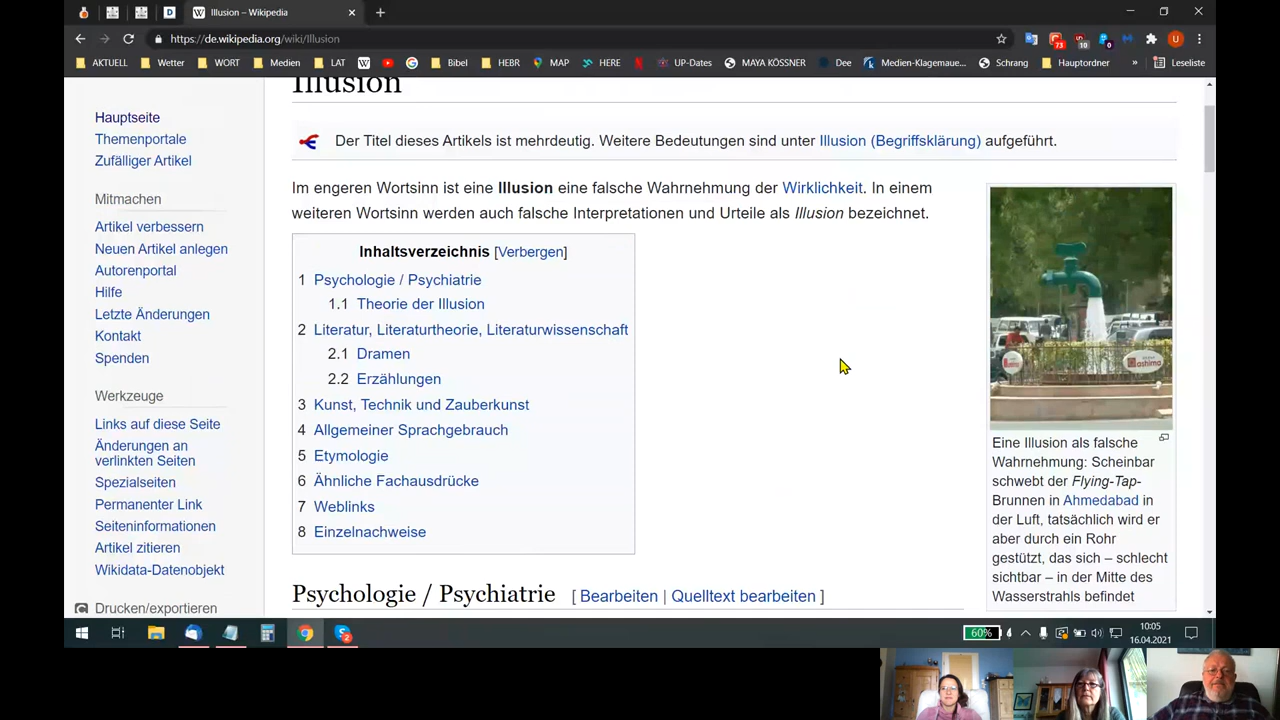 Illusion – Wikipedia
https://de.wikipedia.org/wiki/Illusion
73
10
0
U
AKTUELL Wetter WORT Medien LAT Bibel HEBR MAP HERE UP-Dates MAYA KÖSSNER Dee Medien-Klagemaue... Schrang Hauptordner » Leseliste
Illusion
Hauptseite
Themenportale
Zufälliger Artikel
Mitmachen
Artikel verbessern
Neuen Artikel anlegen
Autorenportal
Hilfe
Letzte Änderungen
Kontakt
Spenden
Werkzeuge
Links auf diese Seite
Änderungen an
verlinkten Seiten
Spezialseiten
Permanenter Link
Seiteninformationen
Artikel zitieren
Wikidata-Datenobjekt
Drucken/exportieren
Der Titel dieses Artikels ist mehrdeutig. Weitere Bedeutungen sind unter Illusion (Begriffsklärung) aufgeführt.
Im engeren Wortsinn ist eine Illusion eine falsche Wahrnehmung der Wirklichkeit. In einem
weiteren Wortsinn werden auch falsche Interpretationen und Urteile als Illusion bezeichnet.
Inhaltsverzeichnis [Verbergen]
1 Psychologie / Psychiatrie
1.1 Theorie der Illusion
2 Literatur, Literaturtheorie, Literaturwissenschaft
2.1 Dramen
2.2 Erzählungen
3 Kunst, Technik und Zauberkunst
4 Allgemeiner Sprachgebrauch
5 Etymologie
6 Ähnliche Fachausdrücke
7 Weblinks
8 Einzelnachweise
Psychologie / Psychiatrie [ Bearbeiten | Quelltext bearbeiten ]
ashima
Eine Illusion als falsche
Wahrnehmung: Scheinbar
schwebt der Flying-Tap-
Brunnen in Ahmedabad in
der Luft, tatsächlich wird er
aber durch ein Rohr
gestützt, das sich – schlecht
sichtbar – in der Mitte des
Wasserstrahls befindet
60%
10:05
16.04.2021